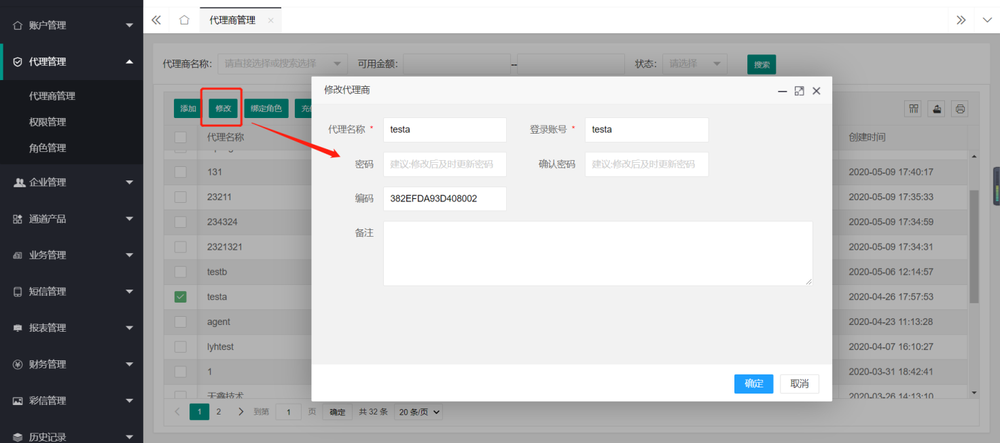 账户管理
代理管理
代理商管理
权限管理
角色管理
企业管理
通道产品
业务管理
短信管理
报表管理
财务管理
彩信管理
历史记录
代理商管理
代理商名称: 请直接选择或搜索选择 可用金额: -- 状态: 请选择 搜索
添加 修改 绑定角色
代理名称 创建时间
131 2020-05-09 17:40:17
23211 2020-05-09 17:35:33
234324 2020-05-09 17:34:59
2321321 2020-05-09 17:34:31
testb 2020-05-06 12:14:57
testa 2020-04-26 17:57:53
agent 2020-04-23 11:13:28
lyhtest 2020-04-07 16:10:27
1 2020-03-31 18:42:41
天鑫技术 2020-03-26 14:13:10
1 2 到第 1 页 确定 共 32 条 20 条/页
修改代理商
代理名称 * testa 登录账号 * testa
密码 建议:修改后及时更新密码 确认密码 建议:修改后及时更新密码
编码 382EFDA93D408002
备注
确定 取消